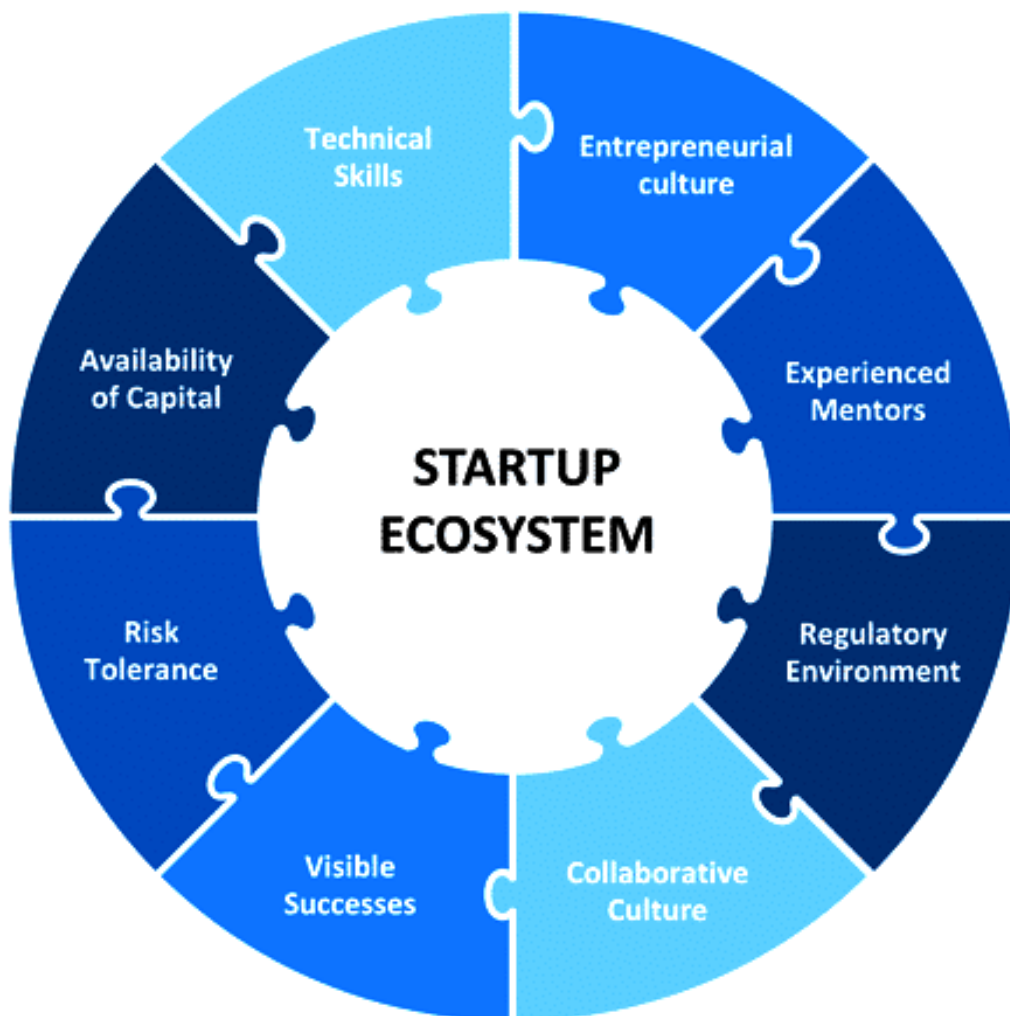 STARTUP
ECOSYSTEM
Entrepreneurial
culture
Experienced
Mentors
Regulatory
Environment
Collaborative
Culture
Visible
Successes
Risk
Tolerance
Availability
of Capital
Technical
Skills